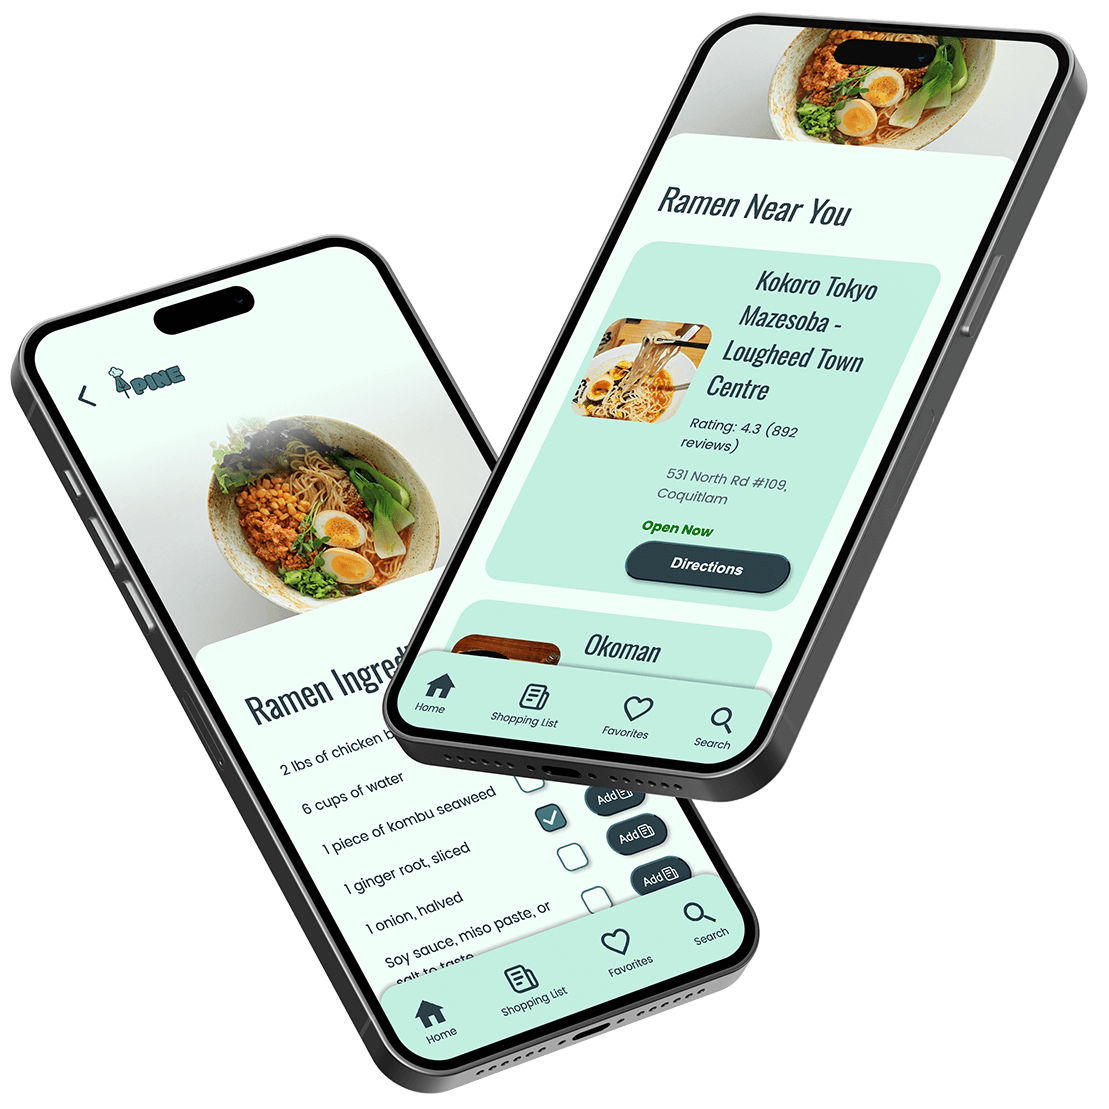 PINE
Ramen Ingred
2 lbs of chicken b
6 cups of water
1 piece of kombu seaweed
1 ginger root, sliced
1 onion, halved
Soy sauce, miso paste, or
salt to taste
Add
Add
Add
Home
Shopping List
Favorites
Search
Ramen Near You
Kokoro Tokyo
Mazesoba -
Lougheed Town
Centre
Rating: 4.3 (892
reviews)
531 North Rd #109,
Coquitlam
Open Now
Directions
Okoman
Home
Shopping List
Favorites
Search